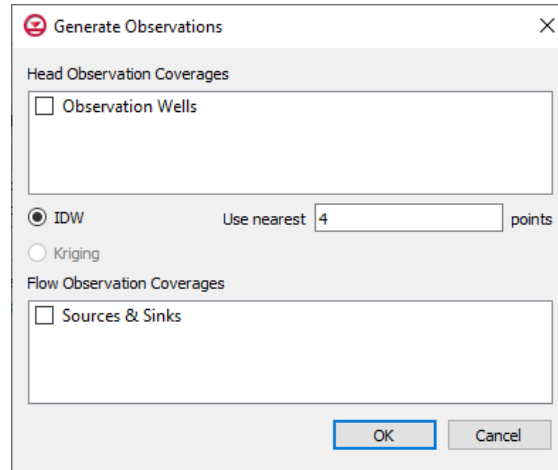 Generate Observations
Head Observation Coverages
Observation Wells
IDW Use nearest 4 points
Kriging
Flow Observation Coverages
Sources & Sinks
OK Cancel